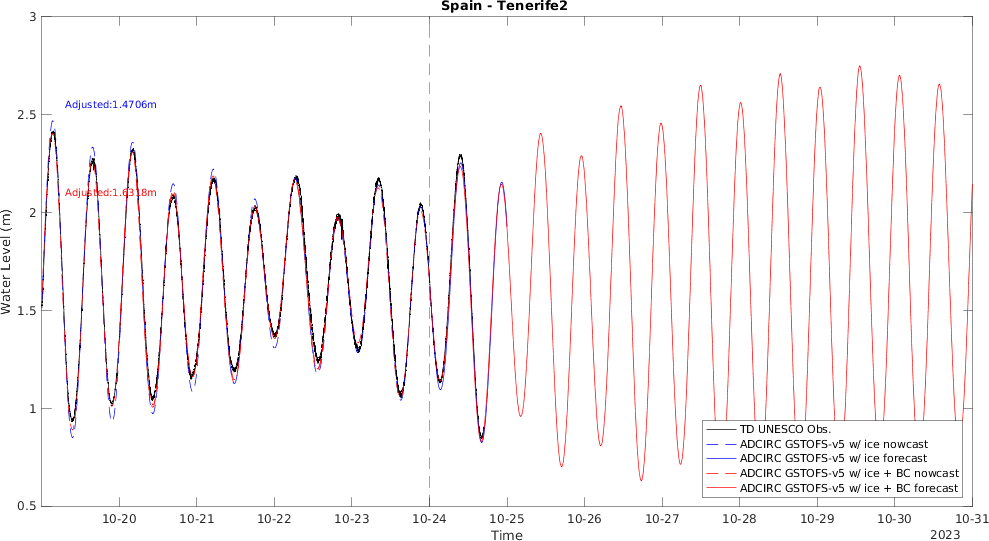 Spain - Tenerife2
3
2.5
2
1.5
1
0.5
Water Level (m)
Adjusted:1.4706m
Adjusted:1.6318m
TD UNESCO Obs.
ADCIRC GSTOFS-v5 w/ ice nowcast
ADCIRC GSTOFS-v5 w/ ice forecast
ADCIRC GSTOFS-v5 w/ ice + BC nowcast
ADCIRC GSTOFS-v5 w/ ice + BC forecast
10-20 10-21 10-22 10-23 10-24 10-25 10-26 10-27 10-28 10-29 10-30 10-31
Time
2023